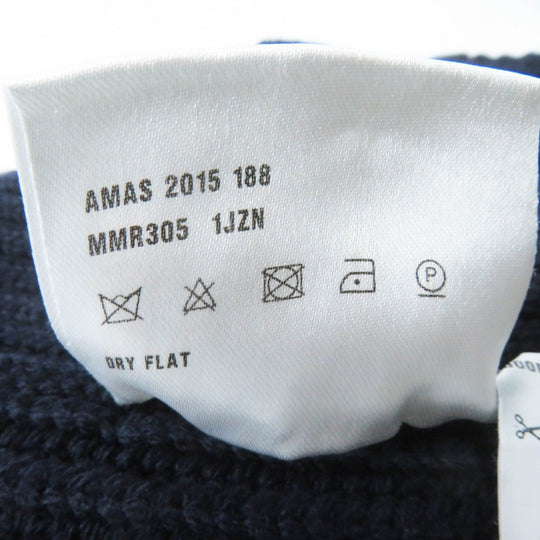 AMAS 2015 188
MMR305 1JZN
P
DRY FLAT